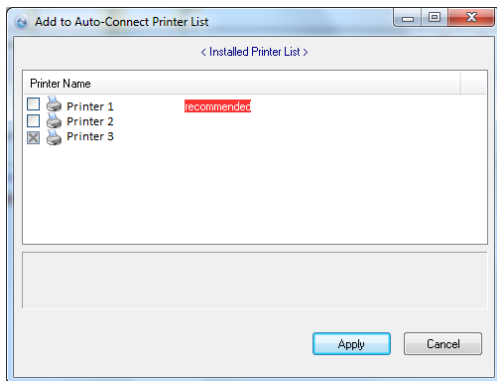 Add to Auto-Connect Printer List
< Installed Printer List >
Printer Name
Printer 1 recommended
Printer 2
Printer 3
Apply Cancel